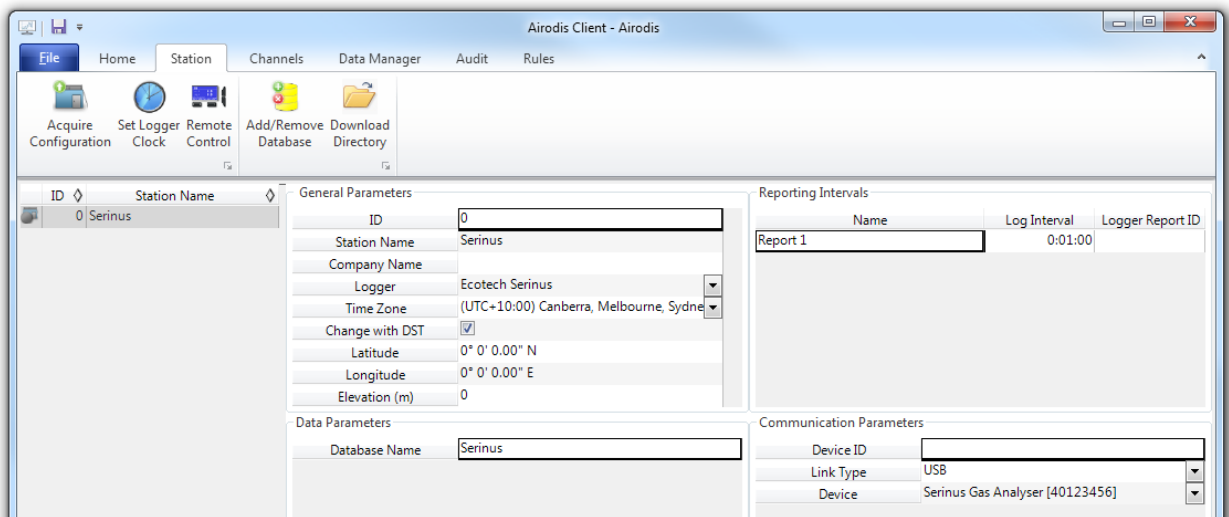 Airodis Client - Airodis
File Home Station Channels Data Manager Audit Rules
Acquire Configuration
Set Logger Clock
Remote Control
Add/Remove Database
Download Directory
ID Station Name
0 Serinus
General Parameters
ID 0
Station Name Serinus
Company Name
Logger Ecotech Serinus
Time Zone (UTC+10:00) Canberra, Melbourne, Sydne
Change with DST
Latitude 0° 0' 0.00" N
Longitude 0° 0' 0.00" E
Elevation (m) 0
Reporting Intervals
Name Log Interval Logger Report ID
Report 1 0:01:00
Data Parameters
Database Name Serinus
Communication Parameters
Device ID
Link Type USB
Device Serinus Gas Analyser [40123456]